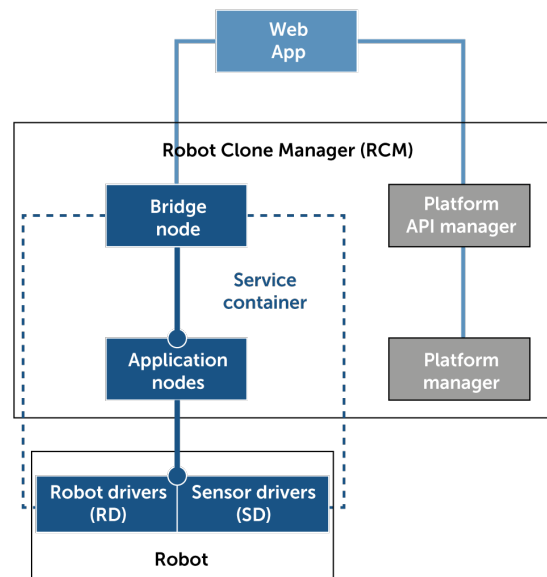 Web
App
Robot Clone Manager (RCM)
Bridge
node
Platform
API manager
Service
container
Application
nodes
Platform
manager
Robot drivers
(RD)
Sensor drivers
(SD)
Robot